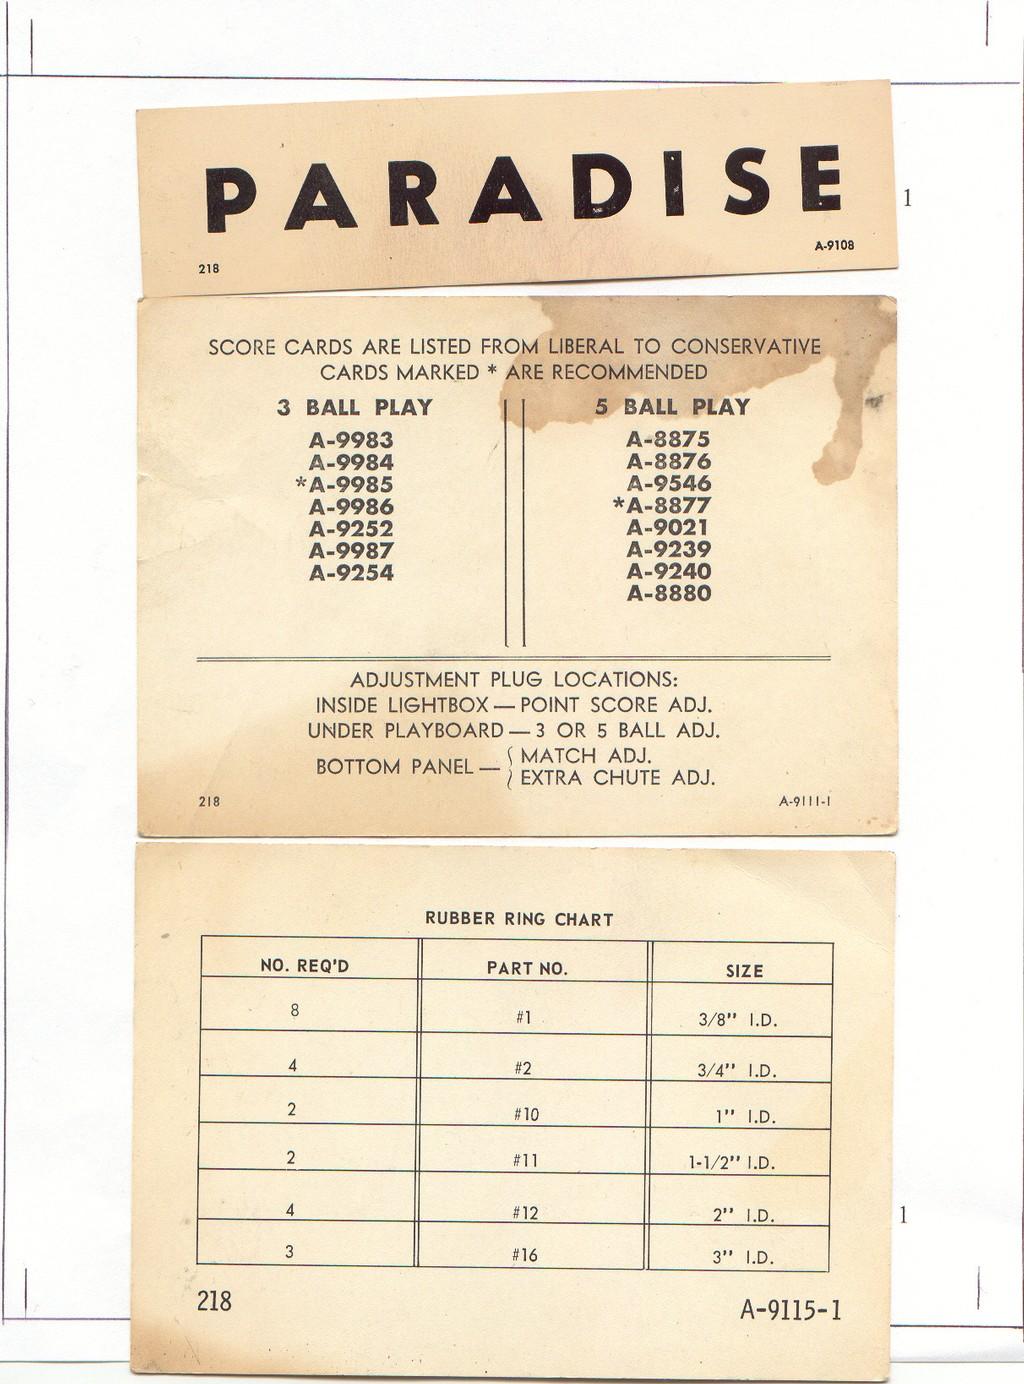 PARADISE
218 A-9108
1
SCORE CARDS ARE LISTED FROM LIBERAL TO CONSERVATIVE
CARDS MARKED * ARE RECOMMENDED
3 BALL PLAY
A-9983
A-9984
*A-9985
A-9986
A-9252
A-9987
A-9254
5 BALL PLAY
A-8875
A-8876
A-9546
*A-8877
A-9021
A-9239
A-9240
A-8880
ADJUSTMENT PLUG LOCATIONS:
INSIDE LIGHTBOX — POINT SCORE ADJ.
UNDER PLAYBOARD — 3 OR 5 BALL ADJ.
BOTTOM PANEL — { MATCH ADJ.
EXTRA CHUTE ADJ.
218 A-9111-1
RUBBER RING CHART
NO. REQ'D PART NO. SIZE
8 #1 3/8" I.D.
4 #2 3/4" I.D.
2 #10 1" I.D.
2 #11 1-1/2" I.D.
4 #12 2" I.D.
3 #16 3" I.D.
1
218 A-9115-1